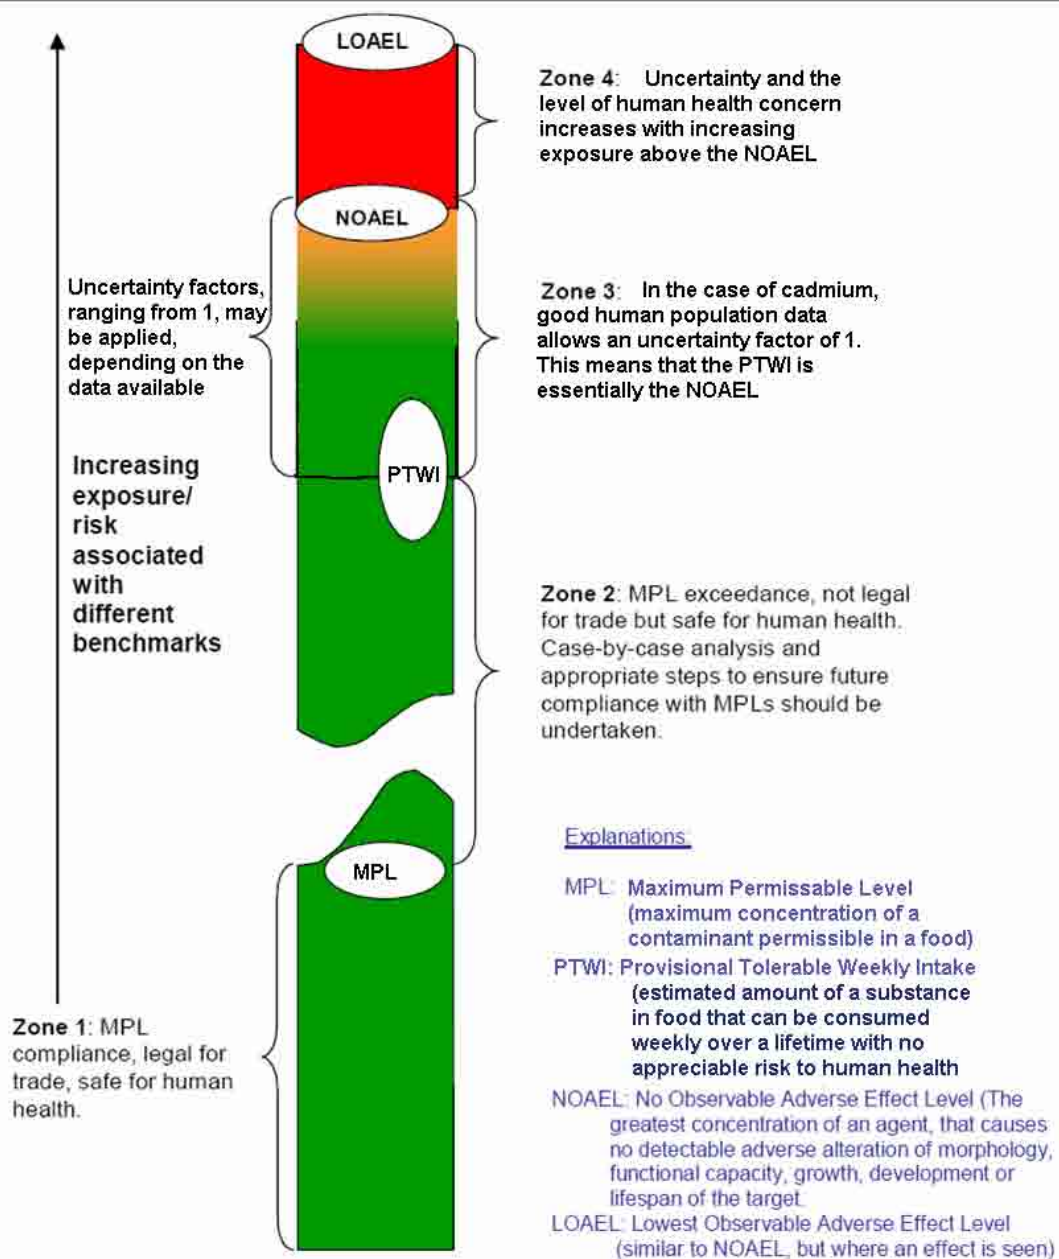 LOAEL
Zone 4:   Uncertainty and the
level of human health concern
increases with increasing
exposure above the NOAEL
NOAEL
Uncertainty factors,
ranging from 1, may
be applied,
depending on the
data available
Zone 3:   In the case of cadmium,
good human population data
allows an uncertainty factor of 1.
This means that the PTWI is
essentially the NOAEL
Increasing
exposure/
risk
associated
with
different
benchmarks
PTWI
Zone 2: MPL exceedance, not legal
for trade but safe for human health.
Case-by-case analysis and
appropriate steps to ensure future
compliance with MPLs should be
undertaken.
MPL
Zone 1: MPL
compliance, legal for
trade, safe for human
health.
Explanations:
MPL: Maximum Permissable Level
(maximum concentration of a
contaminant permissible in a food)
PTWI: Provisional Tolerable Weekly Intake
(estimated amount of a substance
in food that can be consumed
weekly over a lifetime with no
appreciable risk to human health
NOAEL: No Observable Adverse Effect Level (The
greatest concentration of an agent, that causes
no detectable adverse alteration of morphology,
functional capacity, growth, development or
lifespan of the target.
LOAEL: Lowest Observable Adverse Effect Level
(similar to NOAEL, but where an effect is seen)